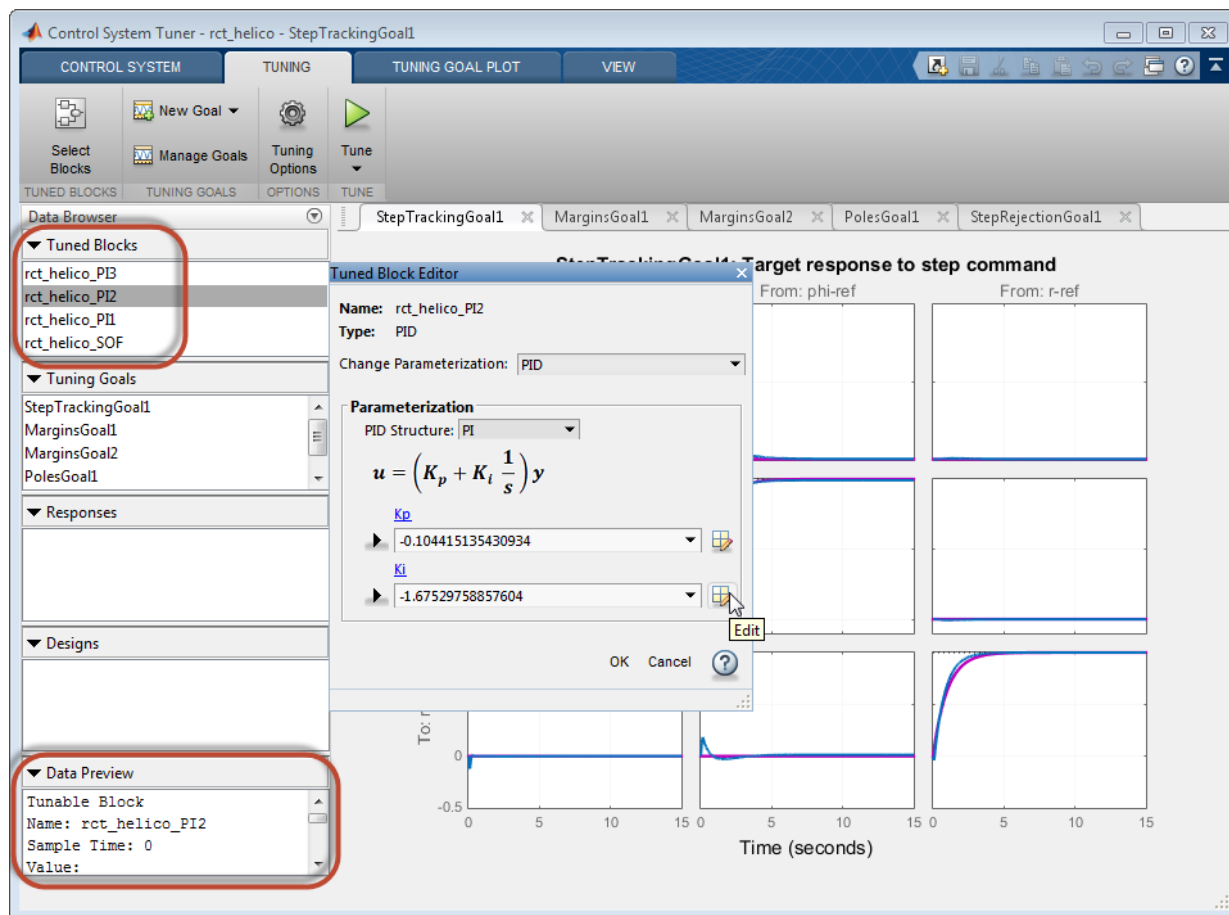 Control System Tuner - rct_helico - StepTrackingGoal1
CONTROL SYSTEM
TUNING
TUNING GOAL PLOT
VIEW
Select
Blocks
New Goal
Manage Goals
Tuning
Options
Tune
TUNED BLOCKS
TUNING GOALS
OPTIONS
TUNE
Data Browser
Tuned Blocks
rct_helico_PI3
rct_helico_PI2
rct_helico_PI1
rct_helico_SOF
Tuning Goals
StepTrackingGoal1
MarginsGoal1
MarginsGoal2
PolesGoal1
Responses
Designs
Data Preview
Tunable Block
Name: rct_helico_PI2
Sample Time: 0
Value:
StepTrackingGoal1
MarginsGoal1
MarginsGoal2
PolesGoal1
StepRejectionGoal1
StepTrackingGoal1: Target response to step command
From: phi-ref
From: r-ref
Tuned Block Editor
Name: rct_helico_PI2
Type: PID
Change Parameterization: PID
Parameterization
PID Structure: PI
u = (K_p + K_i 1/s) y
Kp
-0.104415135430934
Ki
-1.67529758857604
Edit
OK
Cancel
To: r
0
-0.5
0 5 10 15
0 5 10 15
0 5 10 15
Time (seconds)